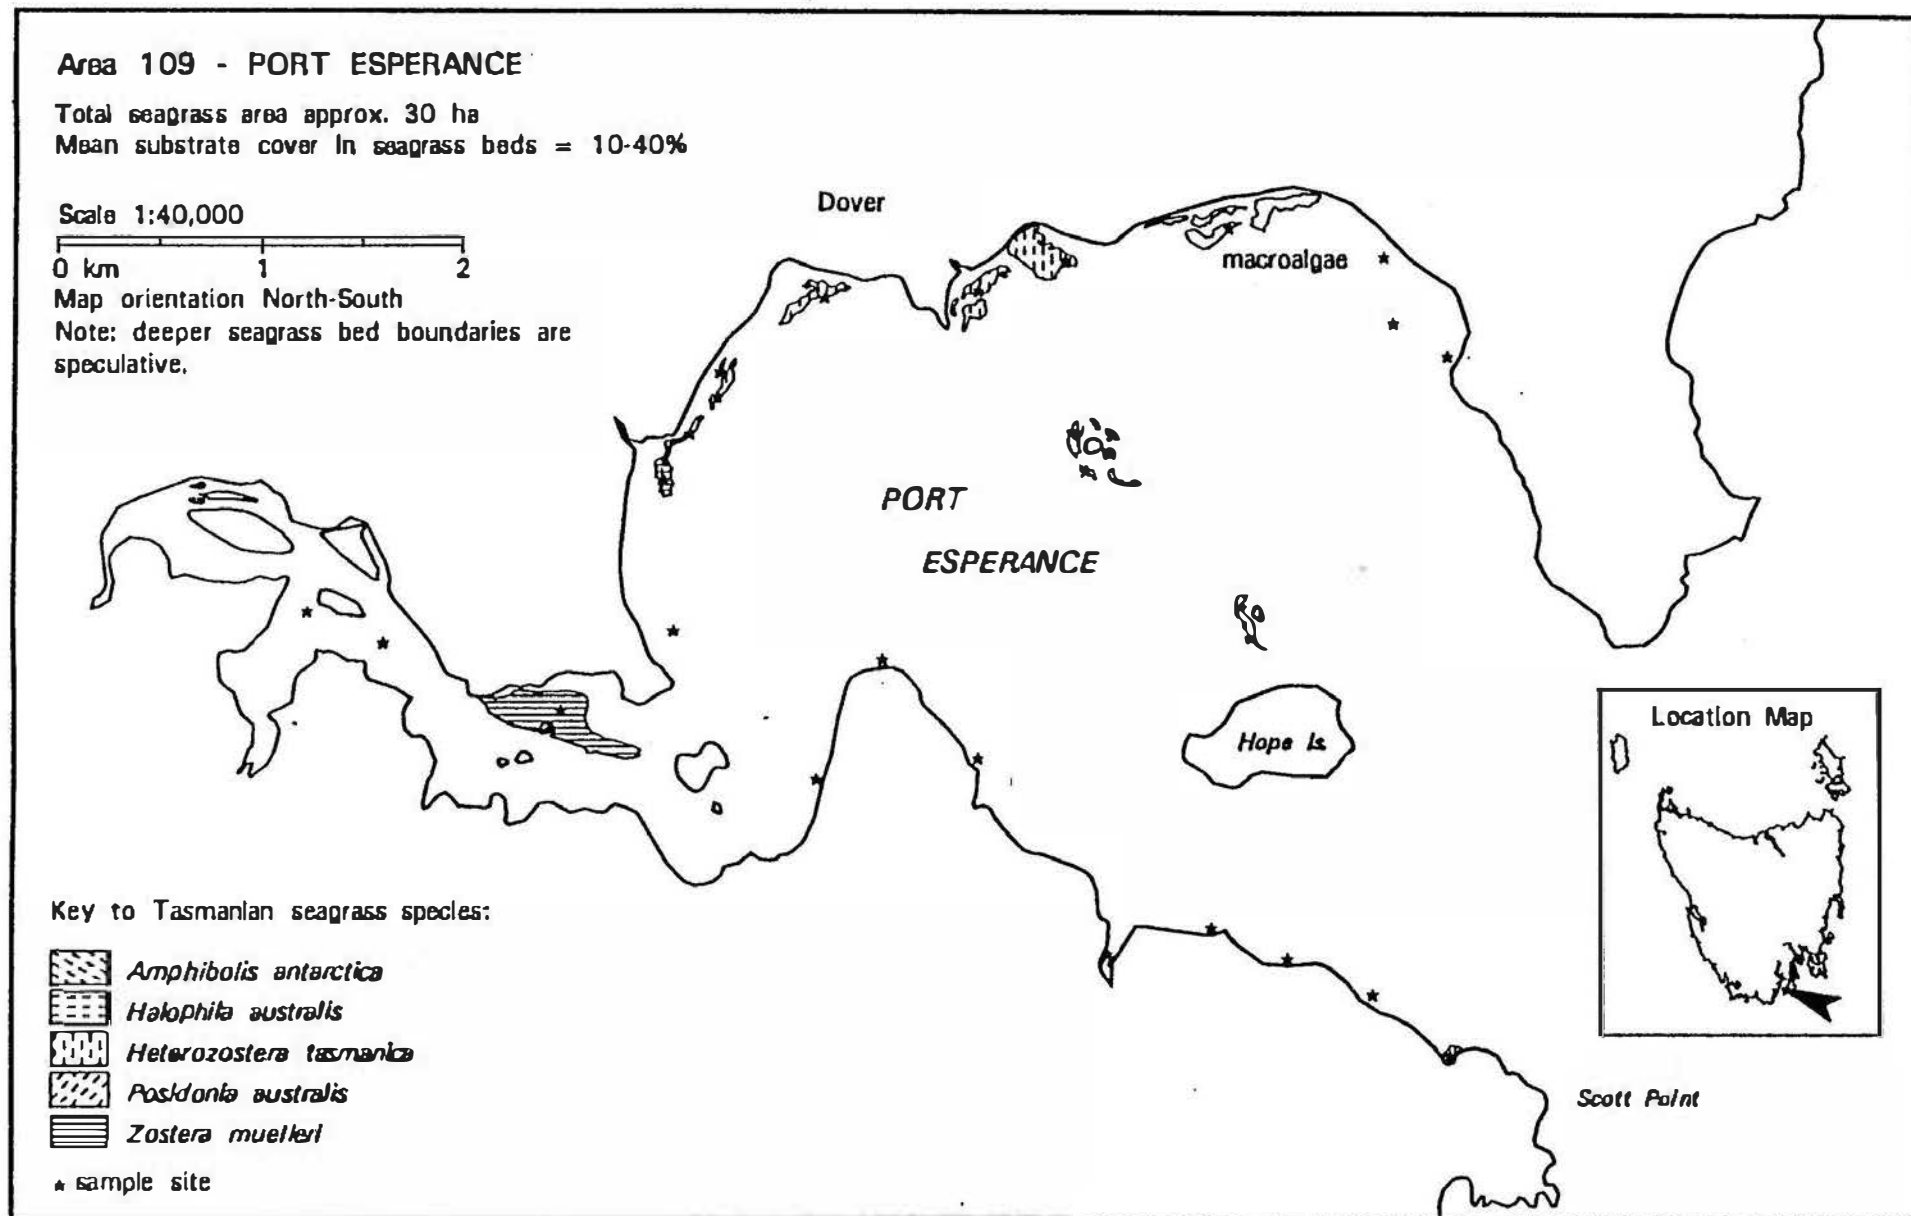 Area 109 - PORT ESPERANCE
Total seagrass area approx. 30 ha
Mean substrate cover in seagrass beds = 10-40%
Scale 1:40,000
0 km 1 2
Map orientation North-South
Note: deeper seagrass bed boundaries are
speculative.
Dover
macroalgae
PORT
ESPERANCE
Hope Is.
Location Map
Scott Point
Key to Tasmanian seagrass species:
Amphibolis antarctica
Halophila australis
Heterozostera tasmanica
Posidonia australis
Zostera muelleri
★ sample site